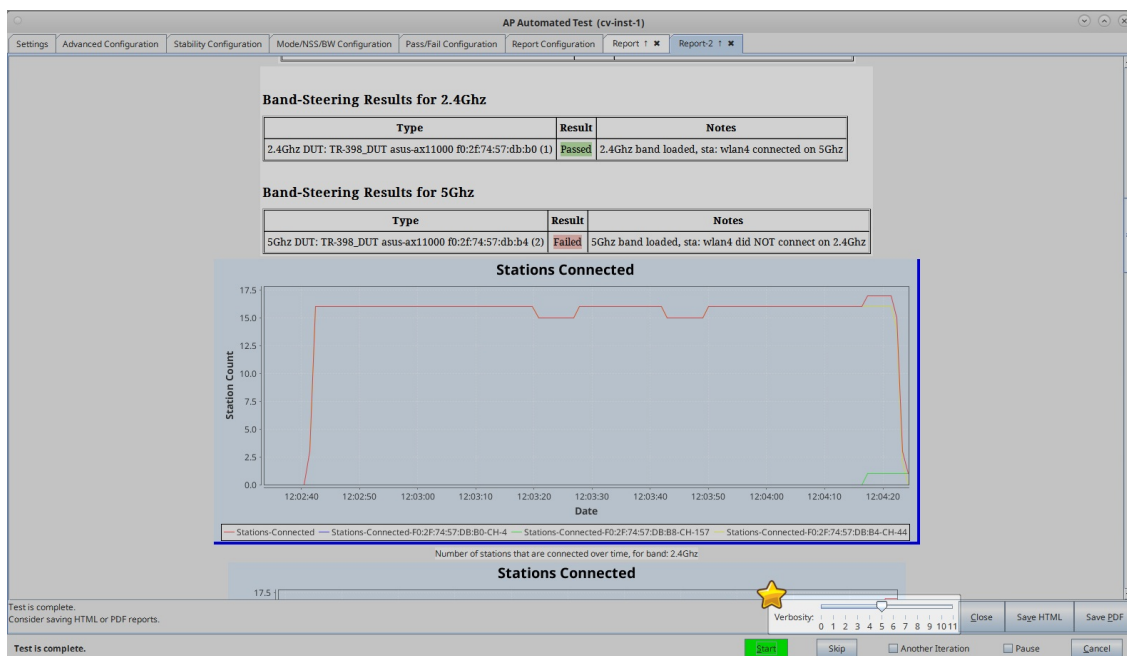 AP Automated Test (cv-inst-1)
Settings Advanced Configuration Stability Configuration Mode/NSS/BW Configuration Pass/Fail Configuration Report Configuration Report ↑ ✖ Report-2 ↑ ✖
Band-Steering Results for 2.4Ghz
Type Result Notes
2.4Ghz DUT: TR-398_DUT asus-ax11000 f0:2f:74:57:db:b0 (1) Passed 2.4Ghz band loaded, sta: wlan4 connected on 5Ghz
Band-Steering Results for 5Ghz
Type Result Notes
5Ghz DUT: TR-398_DUT asus-ax11000 f0:2f:74:57:db:b4 (2) Failed 5Ghz band loaded, sta: wlan4 did NOT connect on 2.4Ghz
Stations Connected
17.5
15.0
12.5
10.0
7.5
5.0
2.5
0.0
Station Count
12:02:40 12:02:50 12:03:00 12:03:10 12:03:20 12:03:30 12:03:40 12:03:50 12:04:00 12:04:10 12:04:20
Date
Stations-Connected Stations-Connected-F0:2F:74:57:DB:B0-CH-4 Stations-Connected-F0:2F:74:57:DB:B8-CH-157 Stations-Connected-F0:2F:74:57:DB:B4-CH-44
Number of stations that are connected over time, for band: 2.4Ghz
Stations Connected
17.5
Test is complete.
Consider saving HTML or PDF reports.
Verbosity: 0 1 2 3 4 5 6 7 8 9 10 11 Close Save HTML Save PDF
Test is complete. Start Skip Another Iteration Pause Cancel